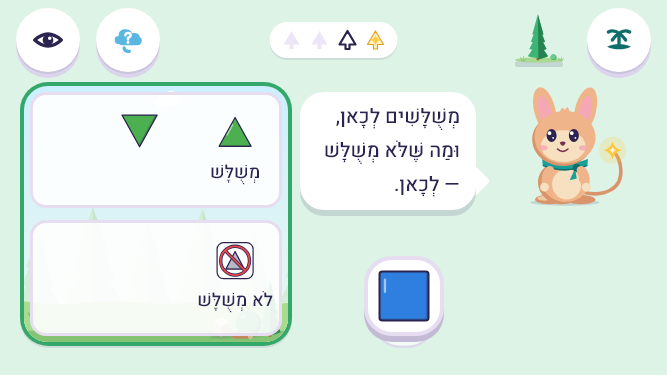 מְשֻׁלָּשִׁים לְכָאן,
וּמַה שֶּׁלֹּא מְשֻׁלָּשׁ
— לְכָאן.
מְשֻׁלָּשׁ
לֹא מְשֻׁלָּשׁ